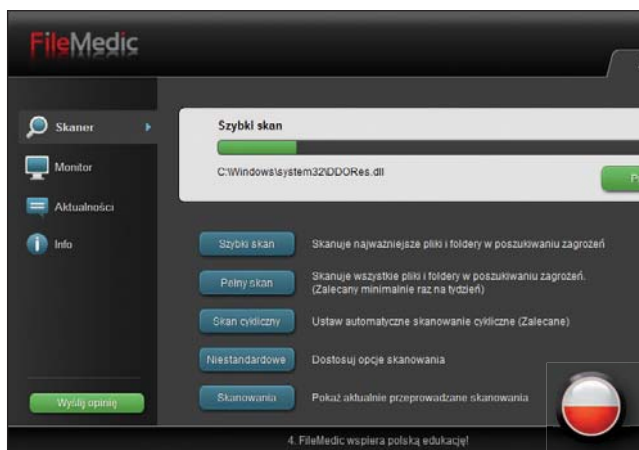 FileMedic
Skaner
Monitor
Aktualności
Info
Wyślij opinię
Szybki skan
C:\Windows\system32\DDORes.dll
Szybki skan
Skanuje najważniejsze pliki i foldery w poszukiwaniu zagrożeń
Pełny skan
Skanuje wszystkie pliki i foldery w poszukiwaniu zagrożeń.
(Zalecany minimalnie raz na tydzień)
Skan cykliczny
Ustaw automatyczne skanowanie cykliczne (Zalecane)
Niestandardowe
Dostosuj opcje skanowania
Skanowania
Pokaż aktualnie przeprowadzane skanowania
4. FileMedic wspiera polską edukację!